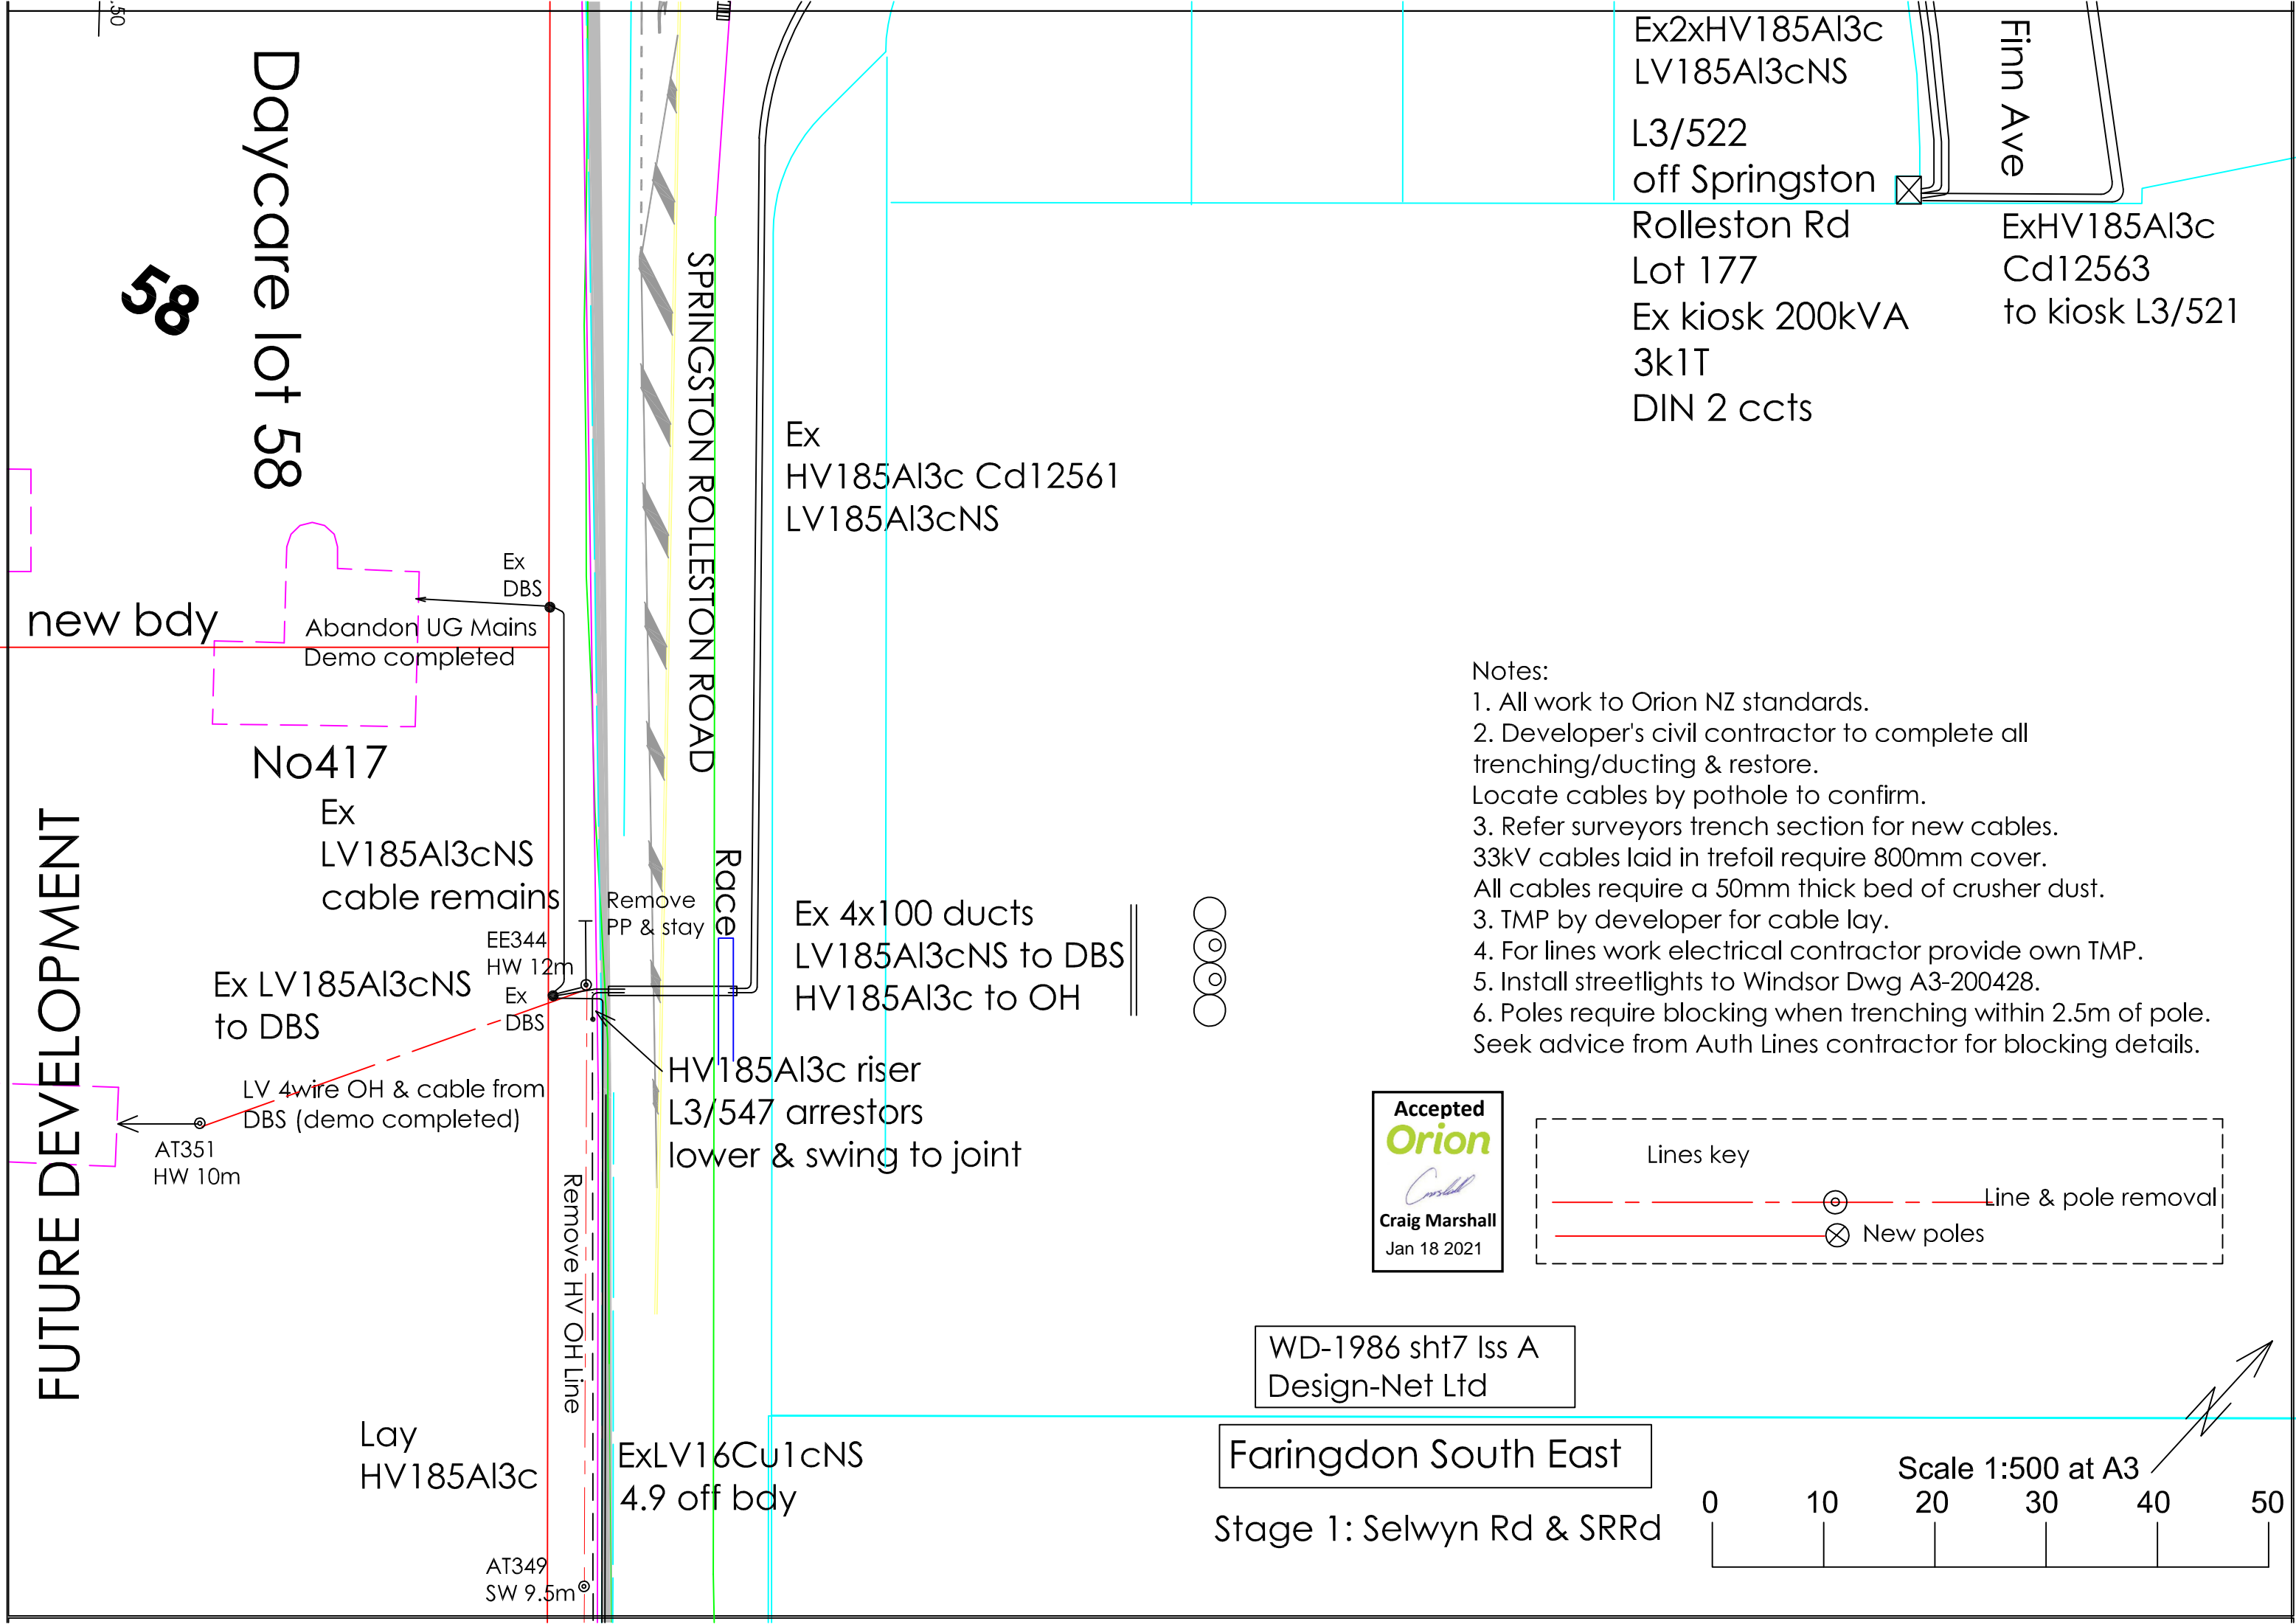 .50
Daycare lot 58
58
SPRINGSTON ROLLESTON ROAD
Ex2xHV185Al3c
LV185Al3cNS
L3/522
off Springston
Rolleston Rd
Lot 177
Ex kiosk 200kVA
3k1T
DIN 2 ccts
Finn Ave
ExHV185Al3c
Cd12563
to kiosk L3/521
Ex
HV185Al3c Cd12561
LV185Al3cNS
Ex
DBS
new bdy
Abandon UG Mains
Demo completed
No417
Ex
LV185Al3cNS
cable remains
FUTURE DEVELOPMENT
Remove
PP & stay
Race
EE344
HW 12m
Ex LV185Al3cNS
to DBS
Ex
DBS
Ex 4x100 ducts
LV185Al3cNS to DBS
HV185Al3c to OH
HV185Al3c riser
L3/547 arrestors
lower & swing to joint
LV 4wire OH & cable from
DBS (demo completed)
AT351
HW 10m
Remove HV OH Line
Lay
HV185Al3c
ExLV16Cu1cNS
4.9 off bdy
AT349
SW 9.5m
Notes:
1. All work to Orion NZ standards.
2. Developer's civil contractor to complete all
trenching/ducting & restore.
Locate cables by pothole to confirm.
3. Refer surveyors trench section for new cables.
33kV cables laid in trefoil require 800mm cover.
All cables require a 50mm thick bed of crusher dust.
3. TMP by developer for cable lay.
4. For lines work electrical contractor provide own TMP.
5. Install streetlights to Windsor Dwg A3-200428.
6. Poles require blocking when trenching within 2.5m of pole.
Seek advice from Auth Lines contractor for blocking details.
Accepted
Orion
Craig Marshall
Jan 18 2021
Lines key
Line & pole removal
New poles
WD-1986 sht7 Iss A
Design-Net Ltd
Faringdon South East
Stage 1: Selwyn Rd & SRRd
Scale 1:500 at A3
0 10 20 30 40 50